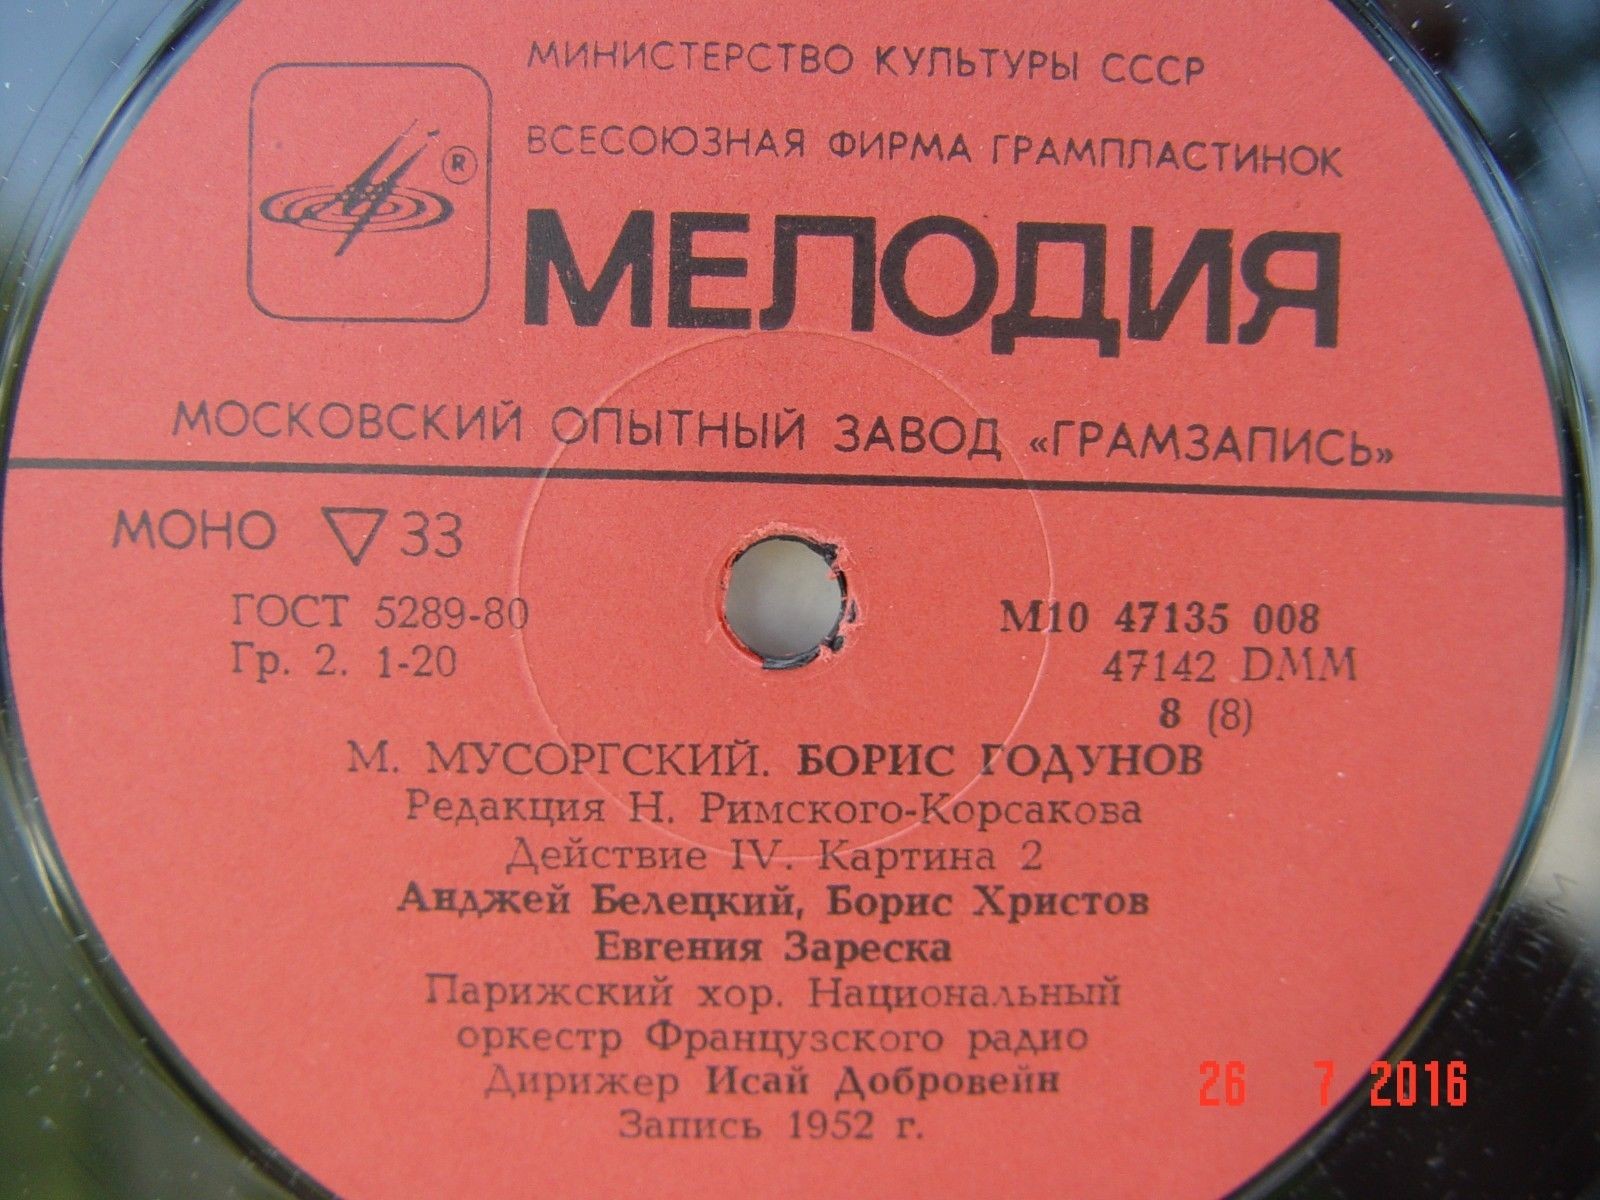 МИНИСТЕРСТВО КУЛЬТУРЫ СССР
ВСЕСОЮЗНАЯ ФИРМА ГРАМПЛАСТИНОК
®
МЕЛОДИЯ
МОСКОВСКИЙ ОПЫТНЫЙ ЗАВОД «ГРАМЗАПИСЬ»
МОНО ▽ 33
ГОСТ 5289-80
Гр. 2. 1-20
М10 47135 008
47142 DMM
8 (8)
М. МУСОРГСКИЙ. БОРИС ГОДУНОВ
Редакция Н. Римского-Корсакова
Действие IV. Картина 2
Анджей Белецкий, Борис Христов
Евгения Зареска
Парижский хор. Национальный
оркестр Французского радио
Дирижер Исай Добровейн
Запись 1952 г.
26 7 2016
DMM